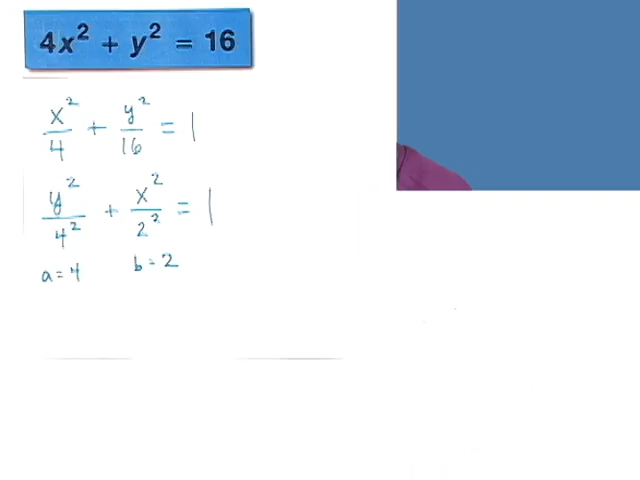 4x² + y² = 16
x²/4 + y²/16 = 1
y²/4² + x²/2² = 1
a = 4 b = 2